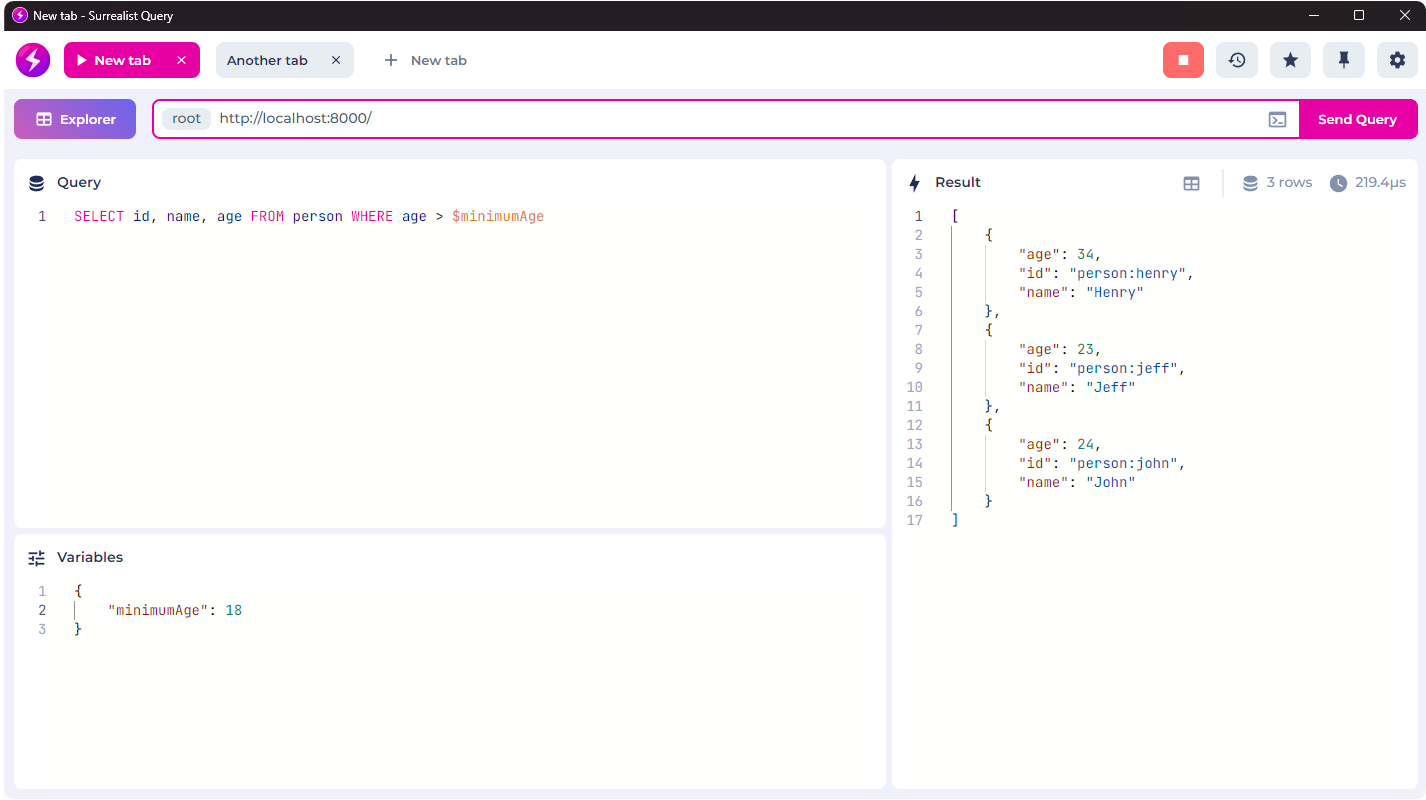 New tab - Surrealist Query
New tab
Another tab
New tab
Explorer
root http://localhost:8000/
Send Query
Query
1 SELECT id, name, age FROM person WHERE age > $minimumAge
Variables
1 {
2 "minimumAge": 18
3 }
Result
3 rows
219.4µs
1 [
2 {
3 "age": 34,
4 "id": "person:henry",
5 "name": "Henry"
6 },
7 {
8 "age": 23,
9 "id": "person:jeff",
10 "name": "Jeff"
11 },
12 {
13 "age": 24,
14 "id": "person:john",
15 "name": "John"
16 }
17 ]